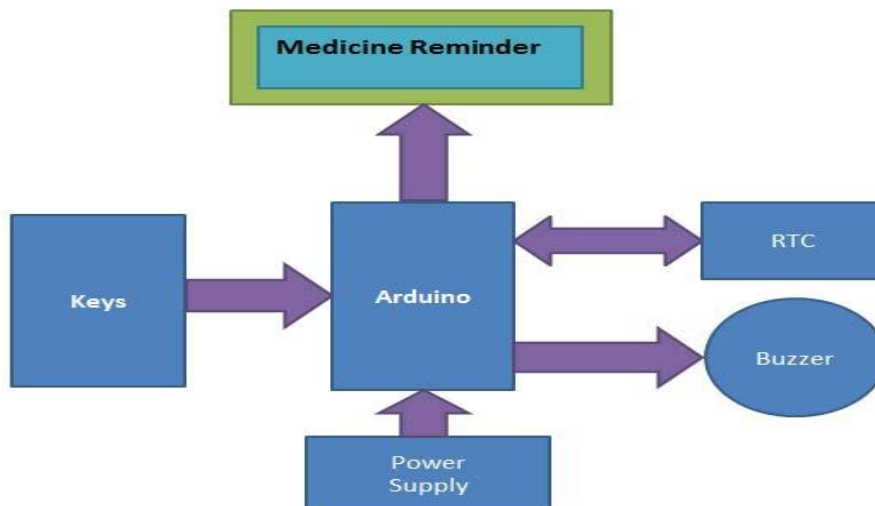 Medicine Reminder
Keys
Arduino
RTC
Buzzer
Power
Supply